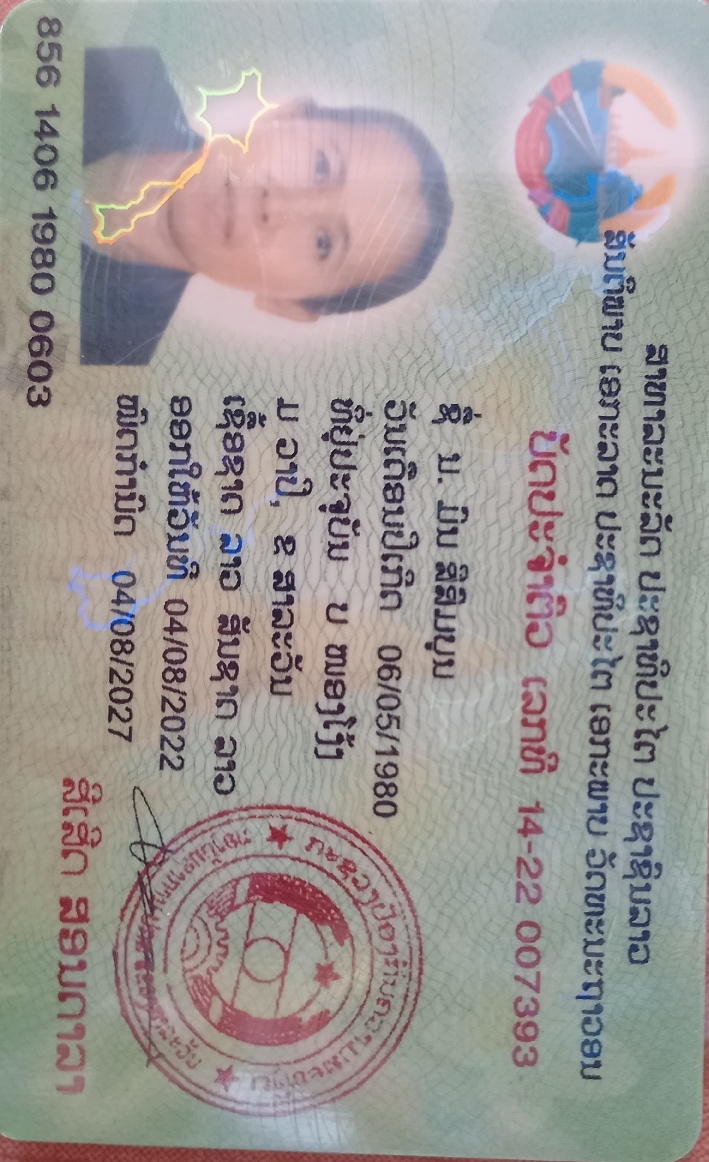 ສາທາລະນະລັດ ປະຊາທິປະໄຕ ປະຊາຊົນລາວ
ສັນຕິພາບ ເອກະລາດ ປະຊາທິປະໄຕ ເອກະພາບ ວັດທະນະຖາວອນ
ບັດປະຈຳຕົວ ເລກທີ 14-22 007393
ຊື່ ນ. ມີນ ສີສົມບຸນ
ວັນເດືອນປີເກີດ 06/05/1980
ທີ່ຢູ່ປະຈຸບັນ ບ ໜອງໂງ້ງ
ມ ວາປີ, ຂ ສາລະວັນ
ເຊື້ອຊາດ ລາວ ສັນຊາດ ລາວ
ອອກໃຫ້ວັນທີ 04/08/2022
ໝົດກຳນົດ 04/08/2027
856 1406 1980 0603
ສີເສີດ ສອນດາລາ